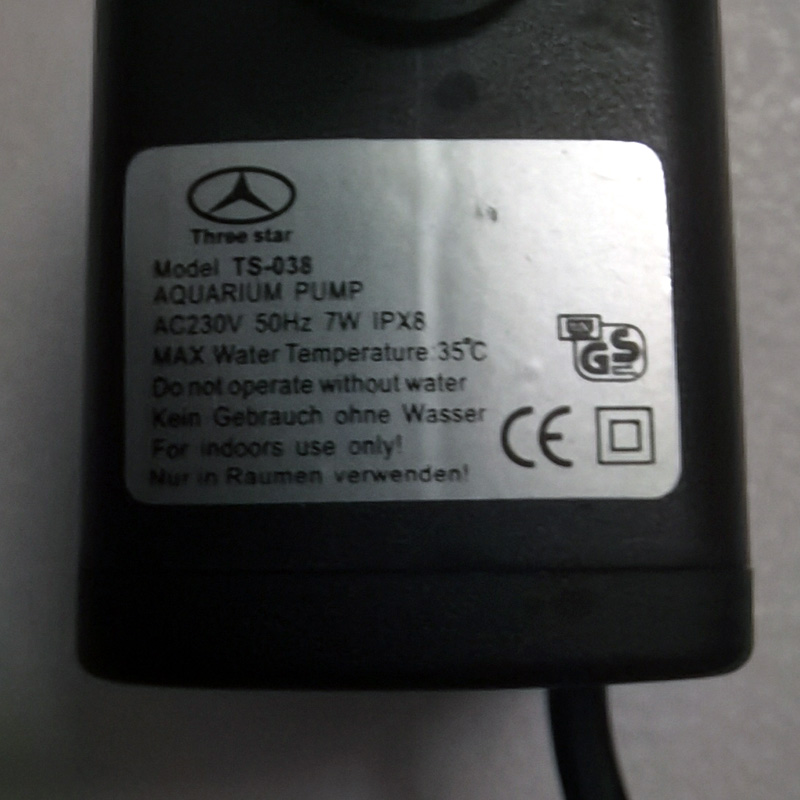 Three star
Model TS-038
AQUARIUM PUMP
AC230V 50Hz 7W IPX8
MAX Water Temperature:35°C
Do not operate without water
Kein Gebrauch ohne Wasser
For indoors use only!
Nur in Raumen verwenden!
GS
CE